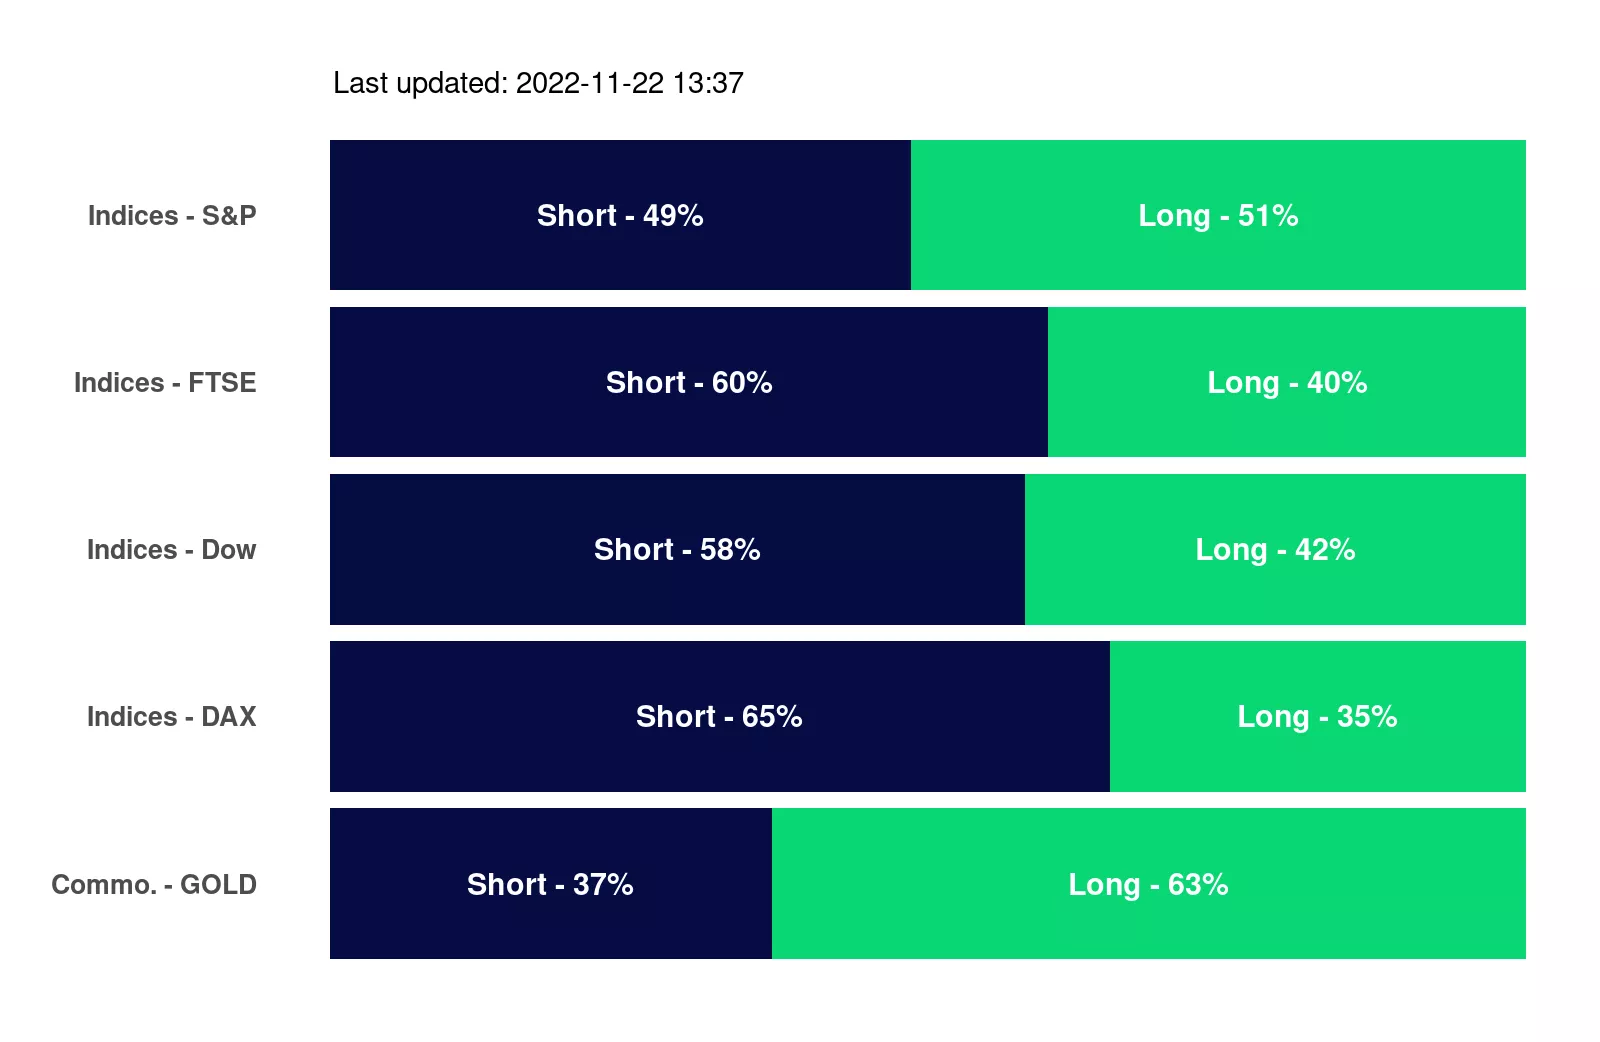 Last updated: 2022-11-22 13:37
Indices - S&P Short - 49% Long - 51%
Indices - FTSE Short - 60% Long - 40%
Indices - Dow Short - 58% Long - 42%
Indices - DAX Short - 65% Long - 35%
Commo. - GOLD Short - 37% Long - 63%